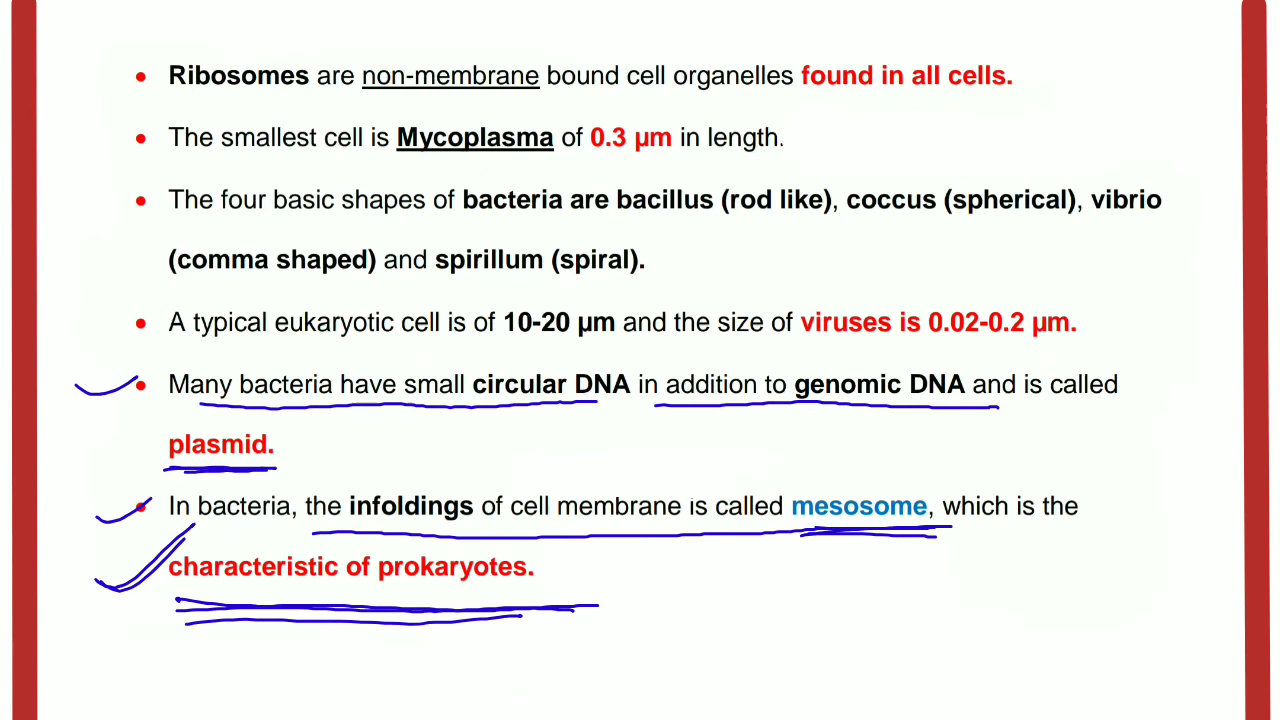 Ribosomes are non-membrane bound cell organelles found in all cells.
The smallest cell is Mycoplasma of 0.3 µm in length.
The four basic shapes of bacteria are bacillus (rod like), coccus (spherical), vibrio
(comma shaped) and spirillum (spiral).
A typical eukaryotic cell is of 10-20 µm and the size of viruses is 0.02-0.2 µm.
Many bacteria have small circular DNA in addition to genomic DNA and is called
plasmid.
In bacteria, the infoldings of cell membrane is called mesosome, which is the
characteristic of prokaryotes.